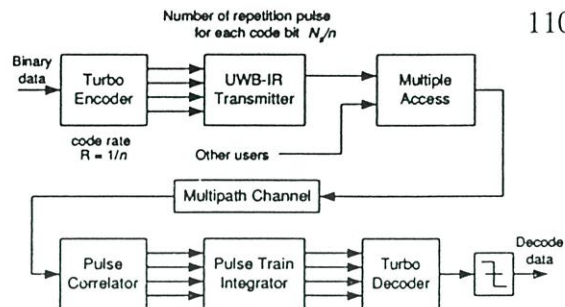 Number of repetition pulse
for each code bit Ns/n
110
Binary
data
Turbo
Encoder
UWB-IR
Transmitter
Multiple
Access
code rate
R = 1/n
Other users
Multipath Channel
Pulse
Correlator
Pulse Train
Integrator
Turbo
Decoder
Decode
data